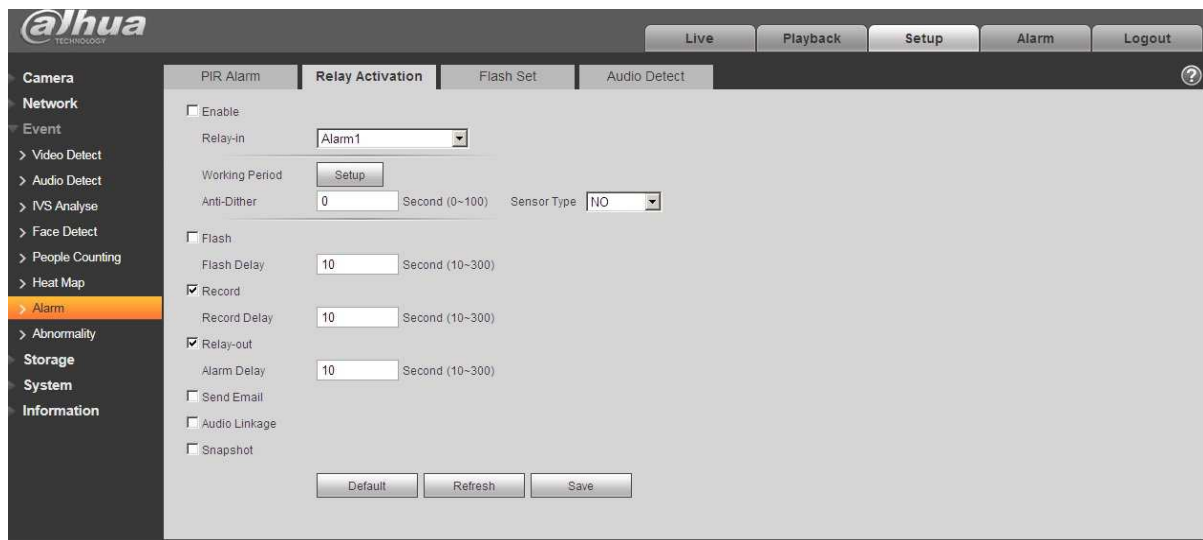 alhua
TECHNOLOGY
Live Playback Setup Alarm Logout
Camera
Network
Event
> Video Detect
> Audio Detect
> IVS Analyse
> Face Detect
> People Counting
> Heat Map
> Alarm
> Abnormality
Storage
System
Information
PIR Alarm Relay Activation Flash Set Audio Detect ?
Enable
Relay-in Alarm1
Working Period Setup
Anti-Dither 0 Second (0~100) Sensor Type NO
Flash
Flash Delay 10 Second (10~300)
Record
Record Delay 10 Second (10~300)
Relay-out
Alarm Delay 10 Second (10~300)
Send Email
Audio Linkage
Snapshot
Default Refresh Save